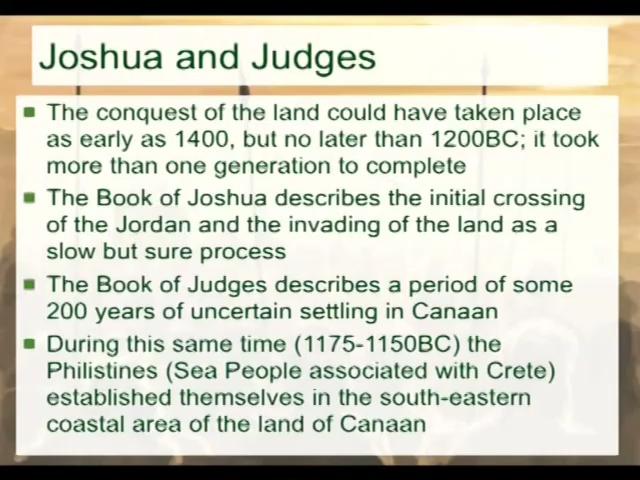 Joshua and Judges
The conquest of the land could have taken place
as early as 1400, but no later than 1200BC; it took
more than one generation to complete
The Book of Joshua describes the initial crossing
of the Jordan and the invading of the land as a
slow but sure process
The Book of Judges describes a period of some
200 years of uncertain settling in Canaan
During this same time (1175-1150BC) the
Philistines (Sea People associated with Crete)
established themselves in the south-eastern
coastal area of the land of Canaan